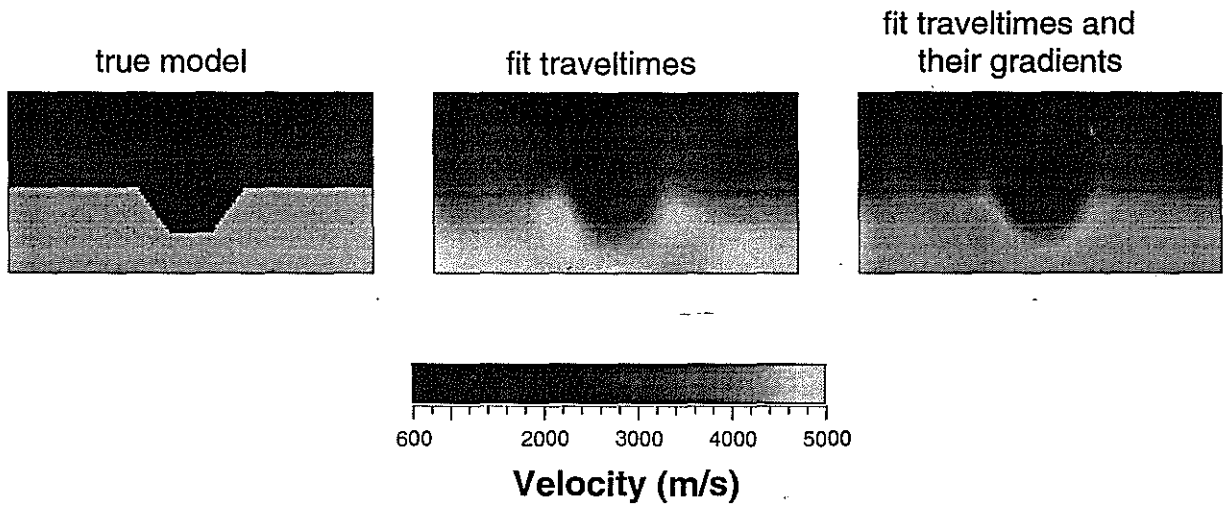 true model
fit traveltimes
fit traveltimes and
their gradients
600 2000 3000 4000 5000
Velocity (m/s)